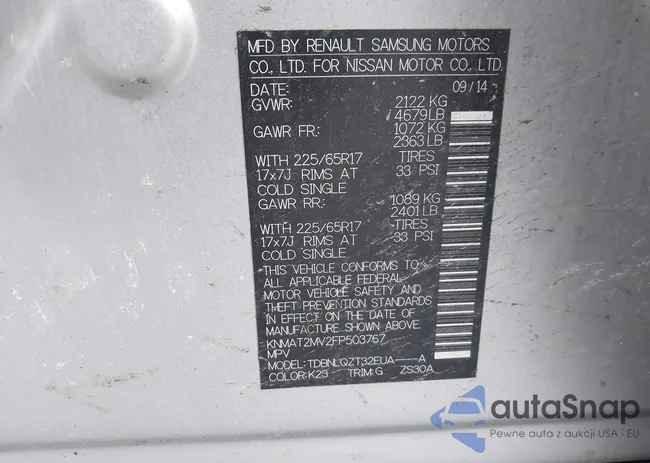 MFD BY RENAULT SAMSUNG MOTORS
CO., LTD. FOR NISSAN MOTOR CO., LTD.
DATE: 09/14
GVWR: 2122 KG
4679 LB
GAWR FR: 1072 KG
2363 LB
WITH 225/65R17 TIRES
17x7J RIMS AT 33 PSI
COLD SINGLE
GAWR RR: 1089 KG
2401 LB
WITH 225/65R17 TIRES
17x7J RIMS AT 33 PSI
COLD SINGLE
THIS VEHICLE CONFORMS TO
ALL APPLICABLE FEDERAL
MOTOR VEHICLE SAFETY AND
THEFT PREVENTION STANDARDS
IN EFFECT ON THE DATE OF
MANUFACTURE SHOWN ABOVE.
KNMAT2MV2FP503767
MPV
MODEL: TDBNLQZT32EUA----A
COLOR: K23 TRIM: G ZS30A
autaSnap
Pewne auta z aukcji USA i EU